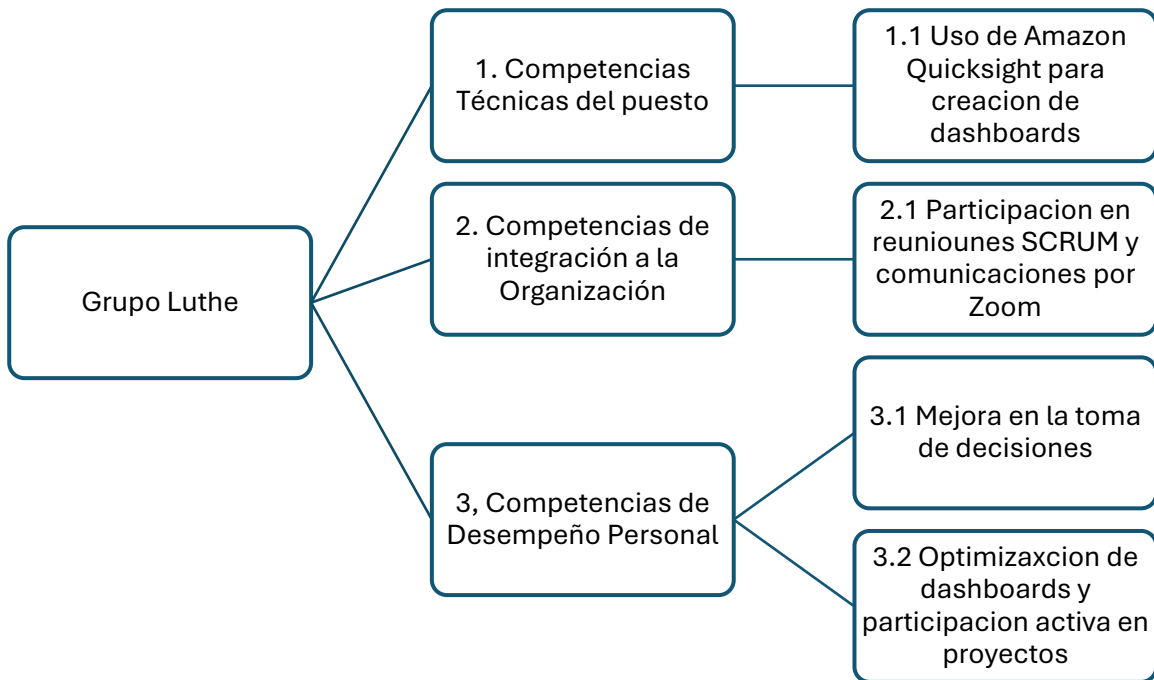 Grupo Luthe
1. Competencias
Técnicas del puesto
1.1 Uso de Amazon
Quicksight para
creacion de
dashboards
2. Competencias de
integración a la
Organización
2.1 Participacion en
reuniounes SCRUM y
comunicaciones por
Zoom
3, Competencias de
Desempeño Personal
3.1 Mejora en la toma
de decisiones
3.2 Optimizaxcion de
dashboards y
participacion activa en
proyectos